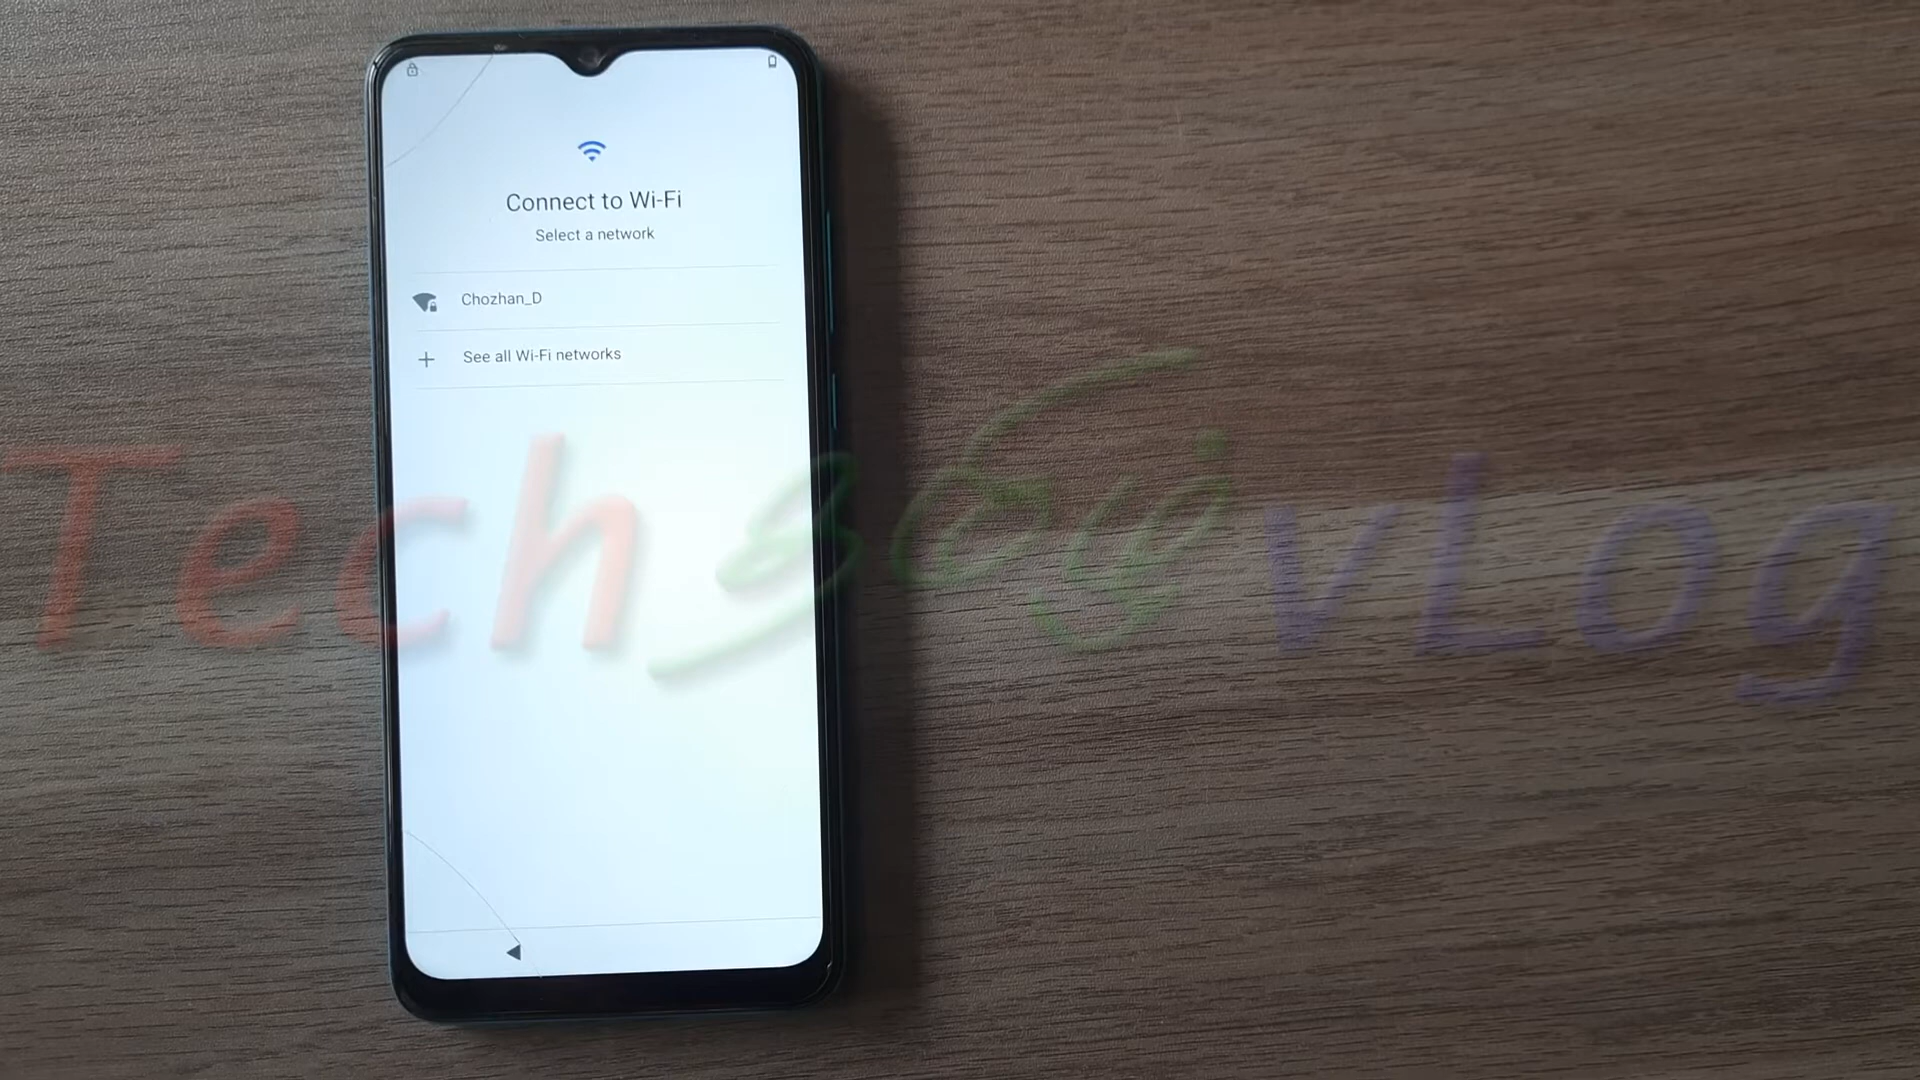 Connect to Wi-Fi
Select a network
Chozhan_D
See all Wi-Fi networks
Tech vLog